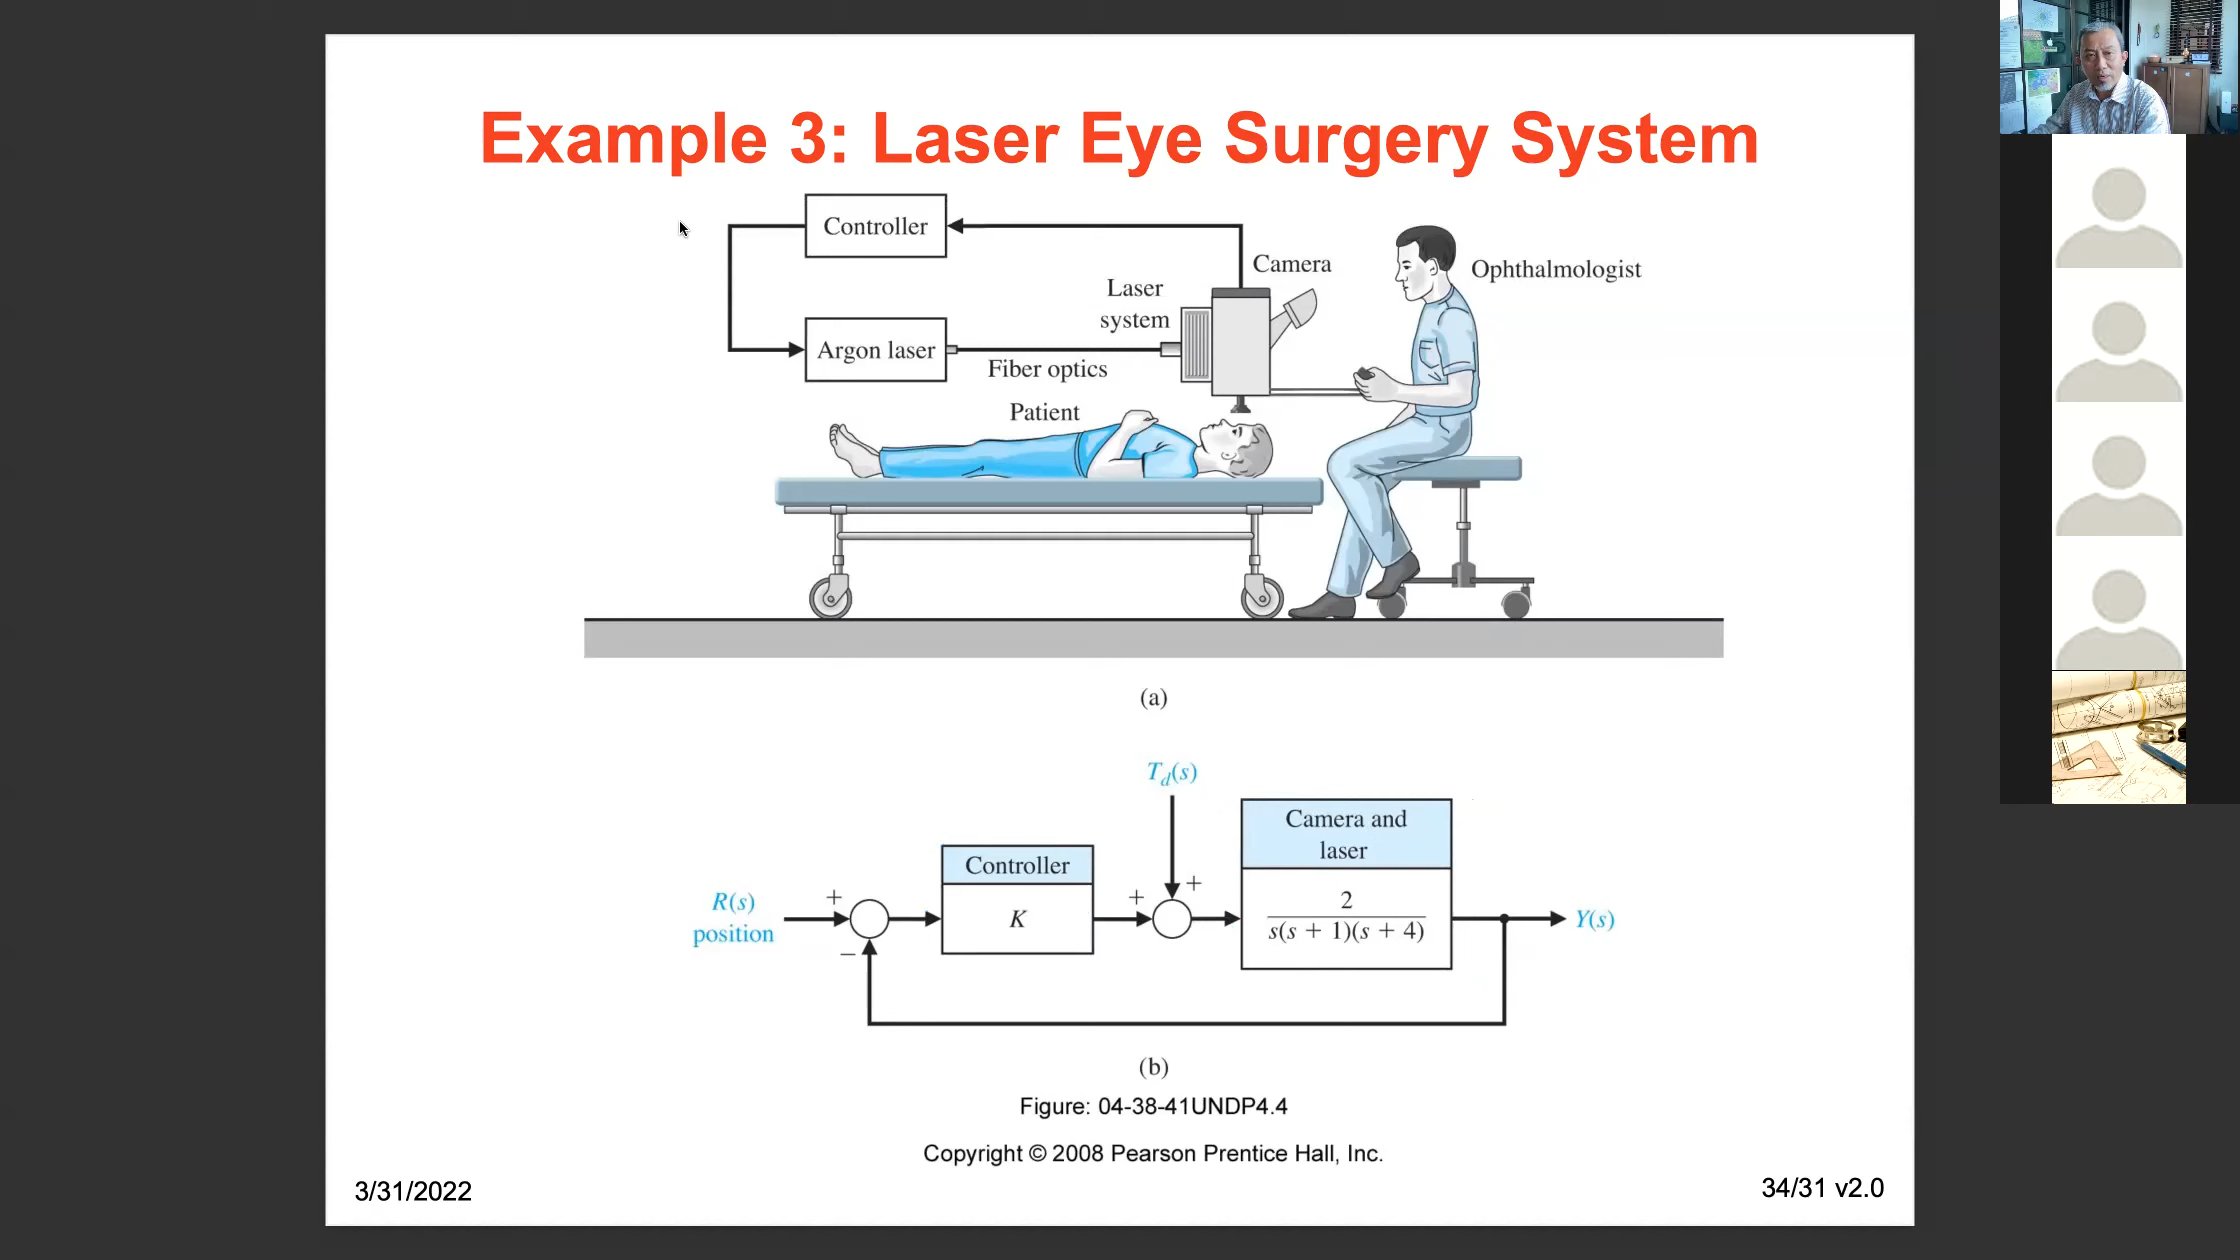 Example 3: Laser Eye Surgery System
Controller
Camera
Ophthalmologist
Laser
system
Argon laser
Fiber optics
Patient
(a)
T_d(s)
Camera and
laser
Controller
R(s)
position
+
−
K
+
+
2
s(s + 1)(s + 4)
Y(s)
(b)
Figure: 04-38-41UNDP4.4
Copyright © 2008 Pearson Prentice Hall, Inc.
3/31/2022
34/31 v2.0